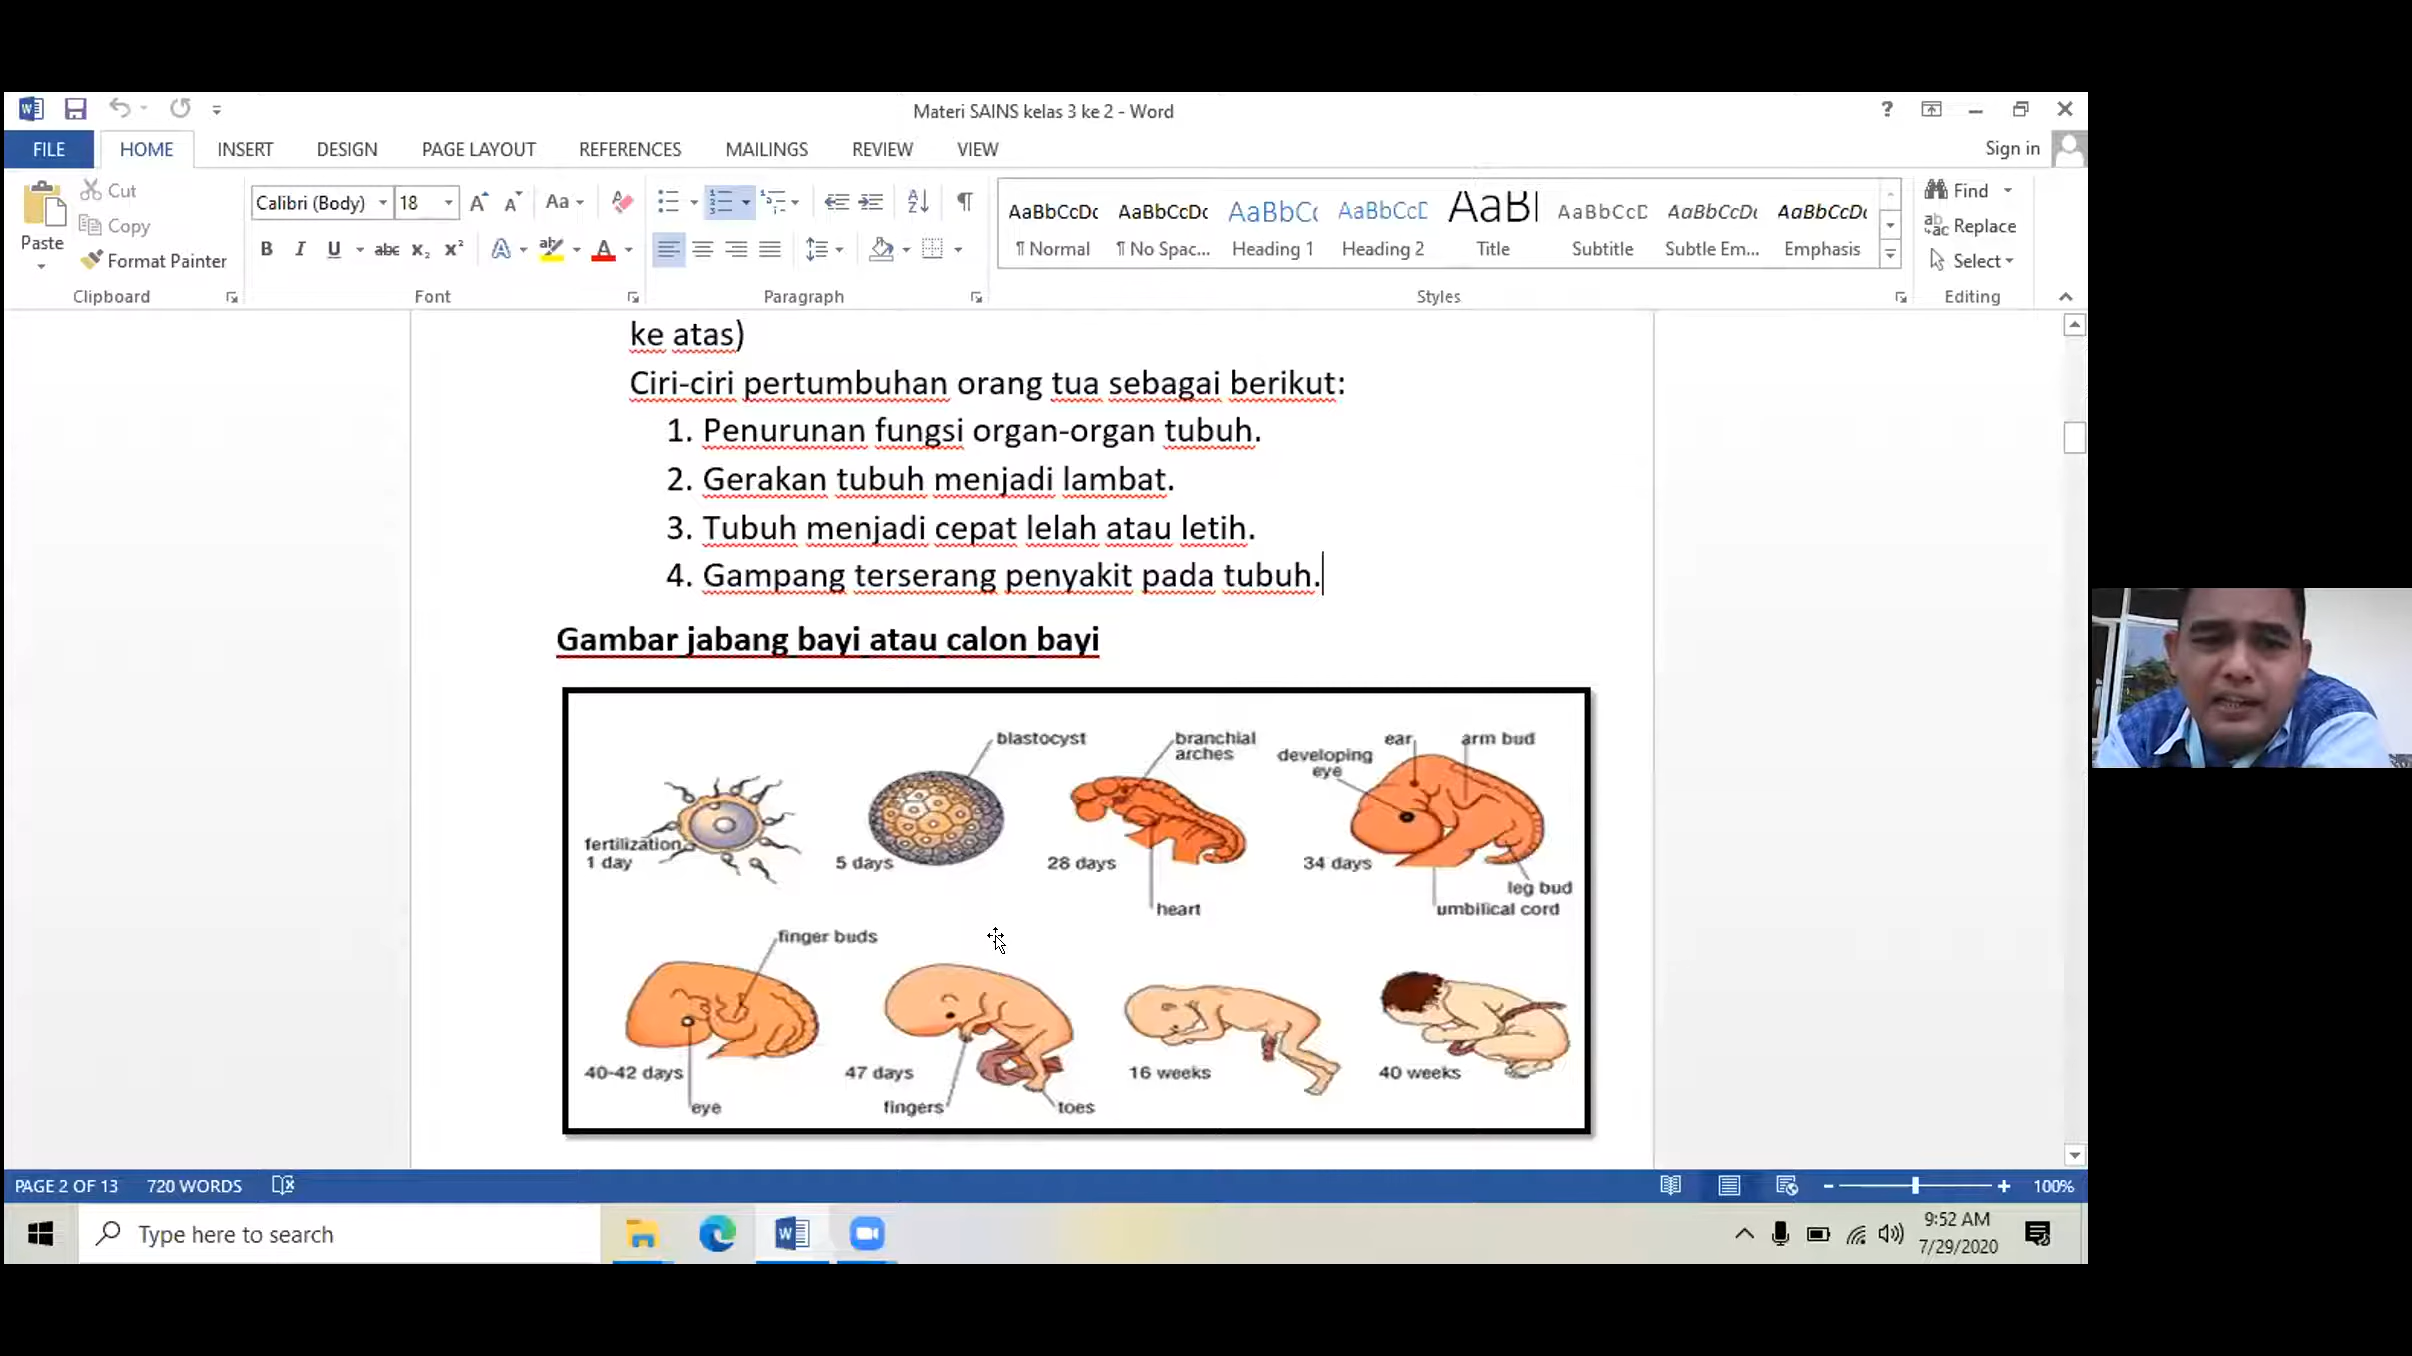 Materi SAINS kelas 3 ke 2 - Word
FILE HOME INSERT DESIGN PAGE LAYOUT REFERENCES MAILINGS REVIEW VIEW Sign in
Paste
Cut
Copy
Format Painter
Clipboard
Calibri (Body) 18
Font
Paragraph
AaBbCcDc AaBbCcDc AaBbCc AaBbCcD AaBl AaBbCcD AaBbCcDc AaBbCcDc
¶ Normal ¶ No Spac... Heading 1 Heading 2 Title Subtitle Subtle Em... Emphasis
Styles
Find
Replace
Select
Editing
ke atas)
Ciri-ciri pertumbuhan orang tua sebagai berikut:
1. Penurunan fungsi organ-organ tubuh.
2. Gerakan tubuh menjadi lambat.
3. Tubuh menjadi cepat lelah atau letih.
4. Gampang terserang penyakit pada tubuh.
Gambar jabang bayi atau calon bayi
fertilization
1 day
blastocyst
5 days
branchial
arches
28 days
heart
developing
eye
ear
arm bud
34 days
leg bud
umbilical cord
finger buds
40-42 days
eye
47 days
fingers
toes
16 weeks
40 weeks
PAGE 2 OF 13 720 WORDS 100%
Type here to search
9:52 AM
7/29/2020